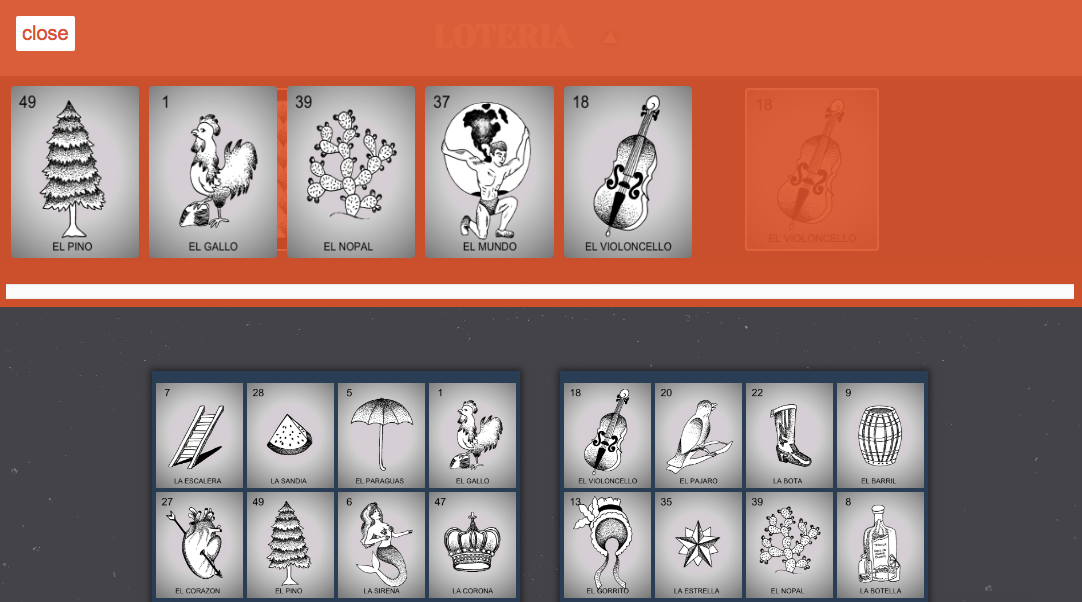 close
LOTERIA
49
1
39
37
18
18
EL PINO
EL GALLO
EL NOPAL
EL MUNDO
EL VIOLONCELLO
EL VIOLONCELLO
7
28
5
1
LA ESCALERA
LA SANDIA
EL PARAGUAS
EL GALLO
27
49
6
47
EL CORAZON
EL PINO
LA SIRENA
LA CORONA
18
20
22
9
EL VIOLONCELLO
EL PAJARO
LA BOTA
EL BARRIL
13
35
39
8
EL GORRITO
LA ESTRELLA
EL NOPAL
LA BOTELLA